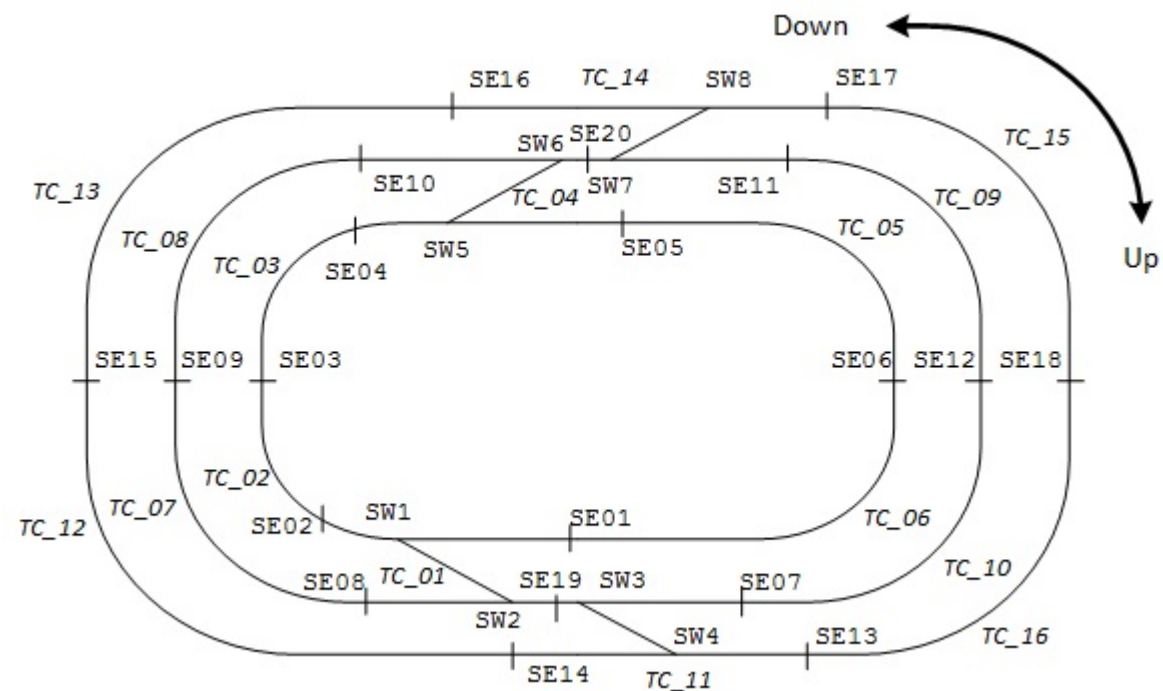 Down
SE16 TC_14 SW8 SE17
SW6 SE20 TC_15
SE10 SW7 SE11
TC_13 TC_04 TC_09
TC_08 TC_05
TC_03 SW5 SE05
SE04 Up
SE15 SE09 SE03 SE06 SE12 SE18
TC_02
TC_07 SW1 SE01 TC_06
TC_12 SE02
SE08 TC_01 SE19 SW3 SE07 TC_10
SW2
SW4 SE13 TC_16
SE14 TC_11